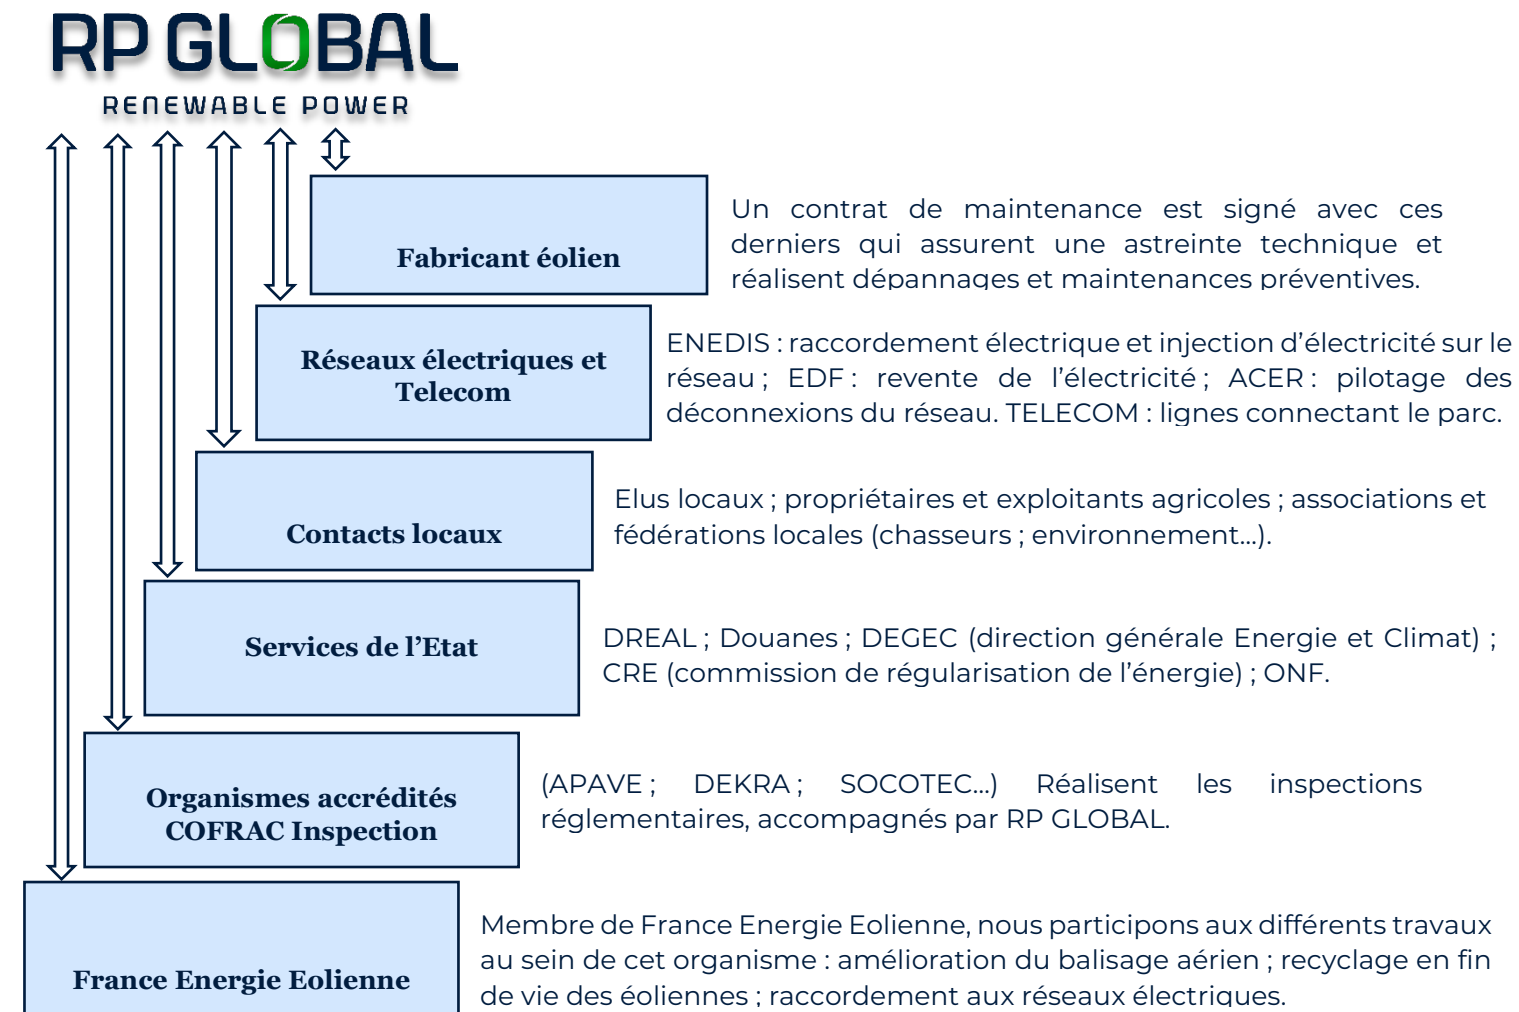 RP GLOBAL
RENEWABLE POWER
Fabricant éolien
Un contrat de maintenance est signé avec ces
derniers qui assurent une astreinte technique et
réalisent dépannages et maintenances préventives.
Réseaux électriques et
Telecom
ENEDIS : raccordement électrique et injection d’électricité sur le
réseau ; EDF : revente de l’électricité ; ACER : pilotage des
déconnexions du réseau. TELECOM : lignes connectant le parc.
Contacts locaux
Elus locaux ; propriétaires et exploitants agricoles ; associations et
fédérations locales (chasseurs ; environnement…).
Services de l’Etat
DREAL ; Douanes ; DEGEC (direction générale Energie et Climat) ;
CRE (commission de régularisation de l’énergie) ; ONF.
Organismes accrédités
COFRAC Inspection
(APAVE ; DEKRA ; SOCOTEC…) Réalisent les inspections
réglementaires, accompagnés par RP GLOBAL.
France Energie Eolienne
Membre de France Energie Eolienne, nous participons aux différents travaux
au sein de cet organisme : amélioration du balisage aérien ; recyclage en fin
de vie des éoliennes ; raccordement aux réseaux électriques.